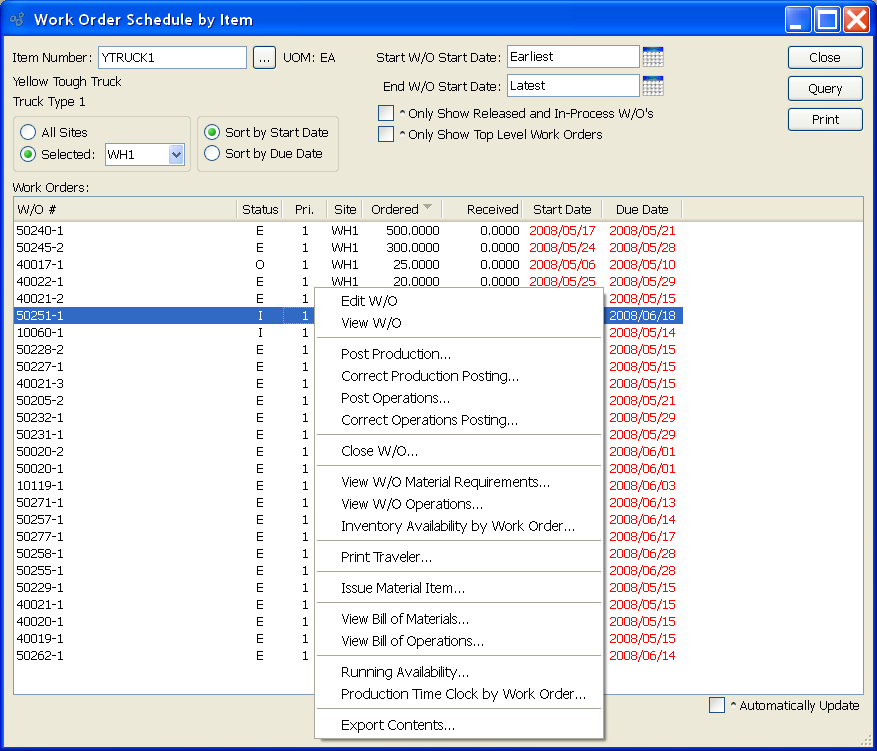 Work Order Schedule by Item
Item Number: YTRUCK1 ... UOM: EA
Yellow Tough Truck
Truck Type 1
Start W/O Start Date: Earliest
End W/O Start Date: Latest
^ Only Show Released and In-Process W/O's
^ Only Show Top Level Work Orders
Close
Query
Print
All Sites
Selected: WH1
Sort by Start Date
Sort by Due Date
Work Orders:
W/O # Status Pri. Site Ordered Received Start Date Due Date
50240-1 E 1 WH1 500.0000 0.0000 2008/05/17 2008/05/21
50245-2 E 1 WH1 300.0000 0.0000 2008/05/24 2008/05/28
40017-1 O 1 WH1 25.0000 0.0000 2008/05/06 2008/05/10
40022-1 E 1 WH1 20.0000 0.0000 2008/05/25 2008/05/29
40021-2 E 1 2008/05/15
50251-1 I 1 2008/06/18
10060-1 I 1 2008/05/14
50228-2 E 1 2008/05/15
50227-1 E 1 2008/05/15
40021-3 E 1 2008/05/15
50205-2 E 1 2008/05/21
50232-1 E 1 2008/05/29
50231-1 E 1 2008/05/29
50020-2 E 1 2008/06/01
50020-1 E 1 2008/06/01
10119-1 E 1 2008/06/03
50271-1 E 1 2008/06/13
50257-1 E 1 2008/06/14
50277-1 E 1 2008/06/17
50258-1 E 1 2008/06/28
50255-1 E 1 2008/06/28
50229-1 E 1 2008/05/15
40021-1 E 1 2008/05/15
40020-1 E 1 2008/05/15
40019-1 E 1 2008/05/15
50262-1 E 1 2008/06/14
Edit W/O
View W/O
Post Production...
Correct Production Posting...
Post Operations...
Correct Operations Posting...
Close W/O...
View W/O Material Requirements...
View W/O Operations...
Inventory Availability by Work Order...
Print Traveler...
Issue Material Item...
View Bill of Materials...
View Bill of Operations...
Running Availability...
Production Time Clock by Work Order...
Export Contents...
^ Automatically Update